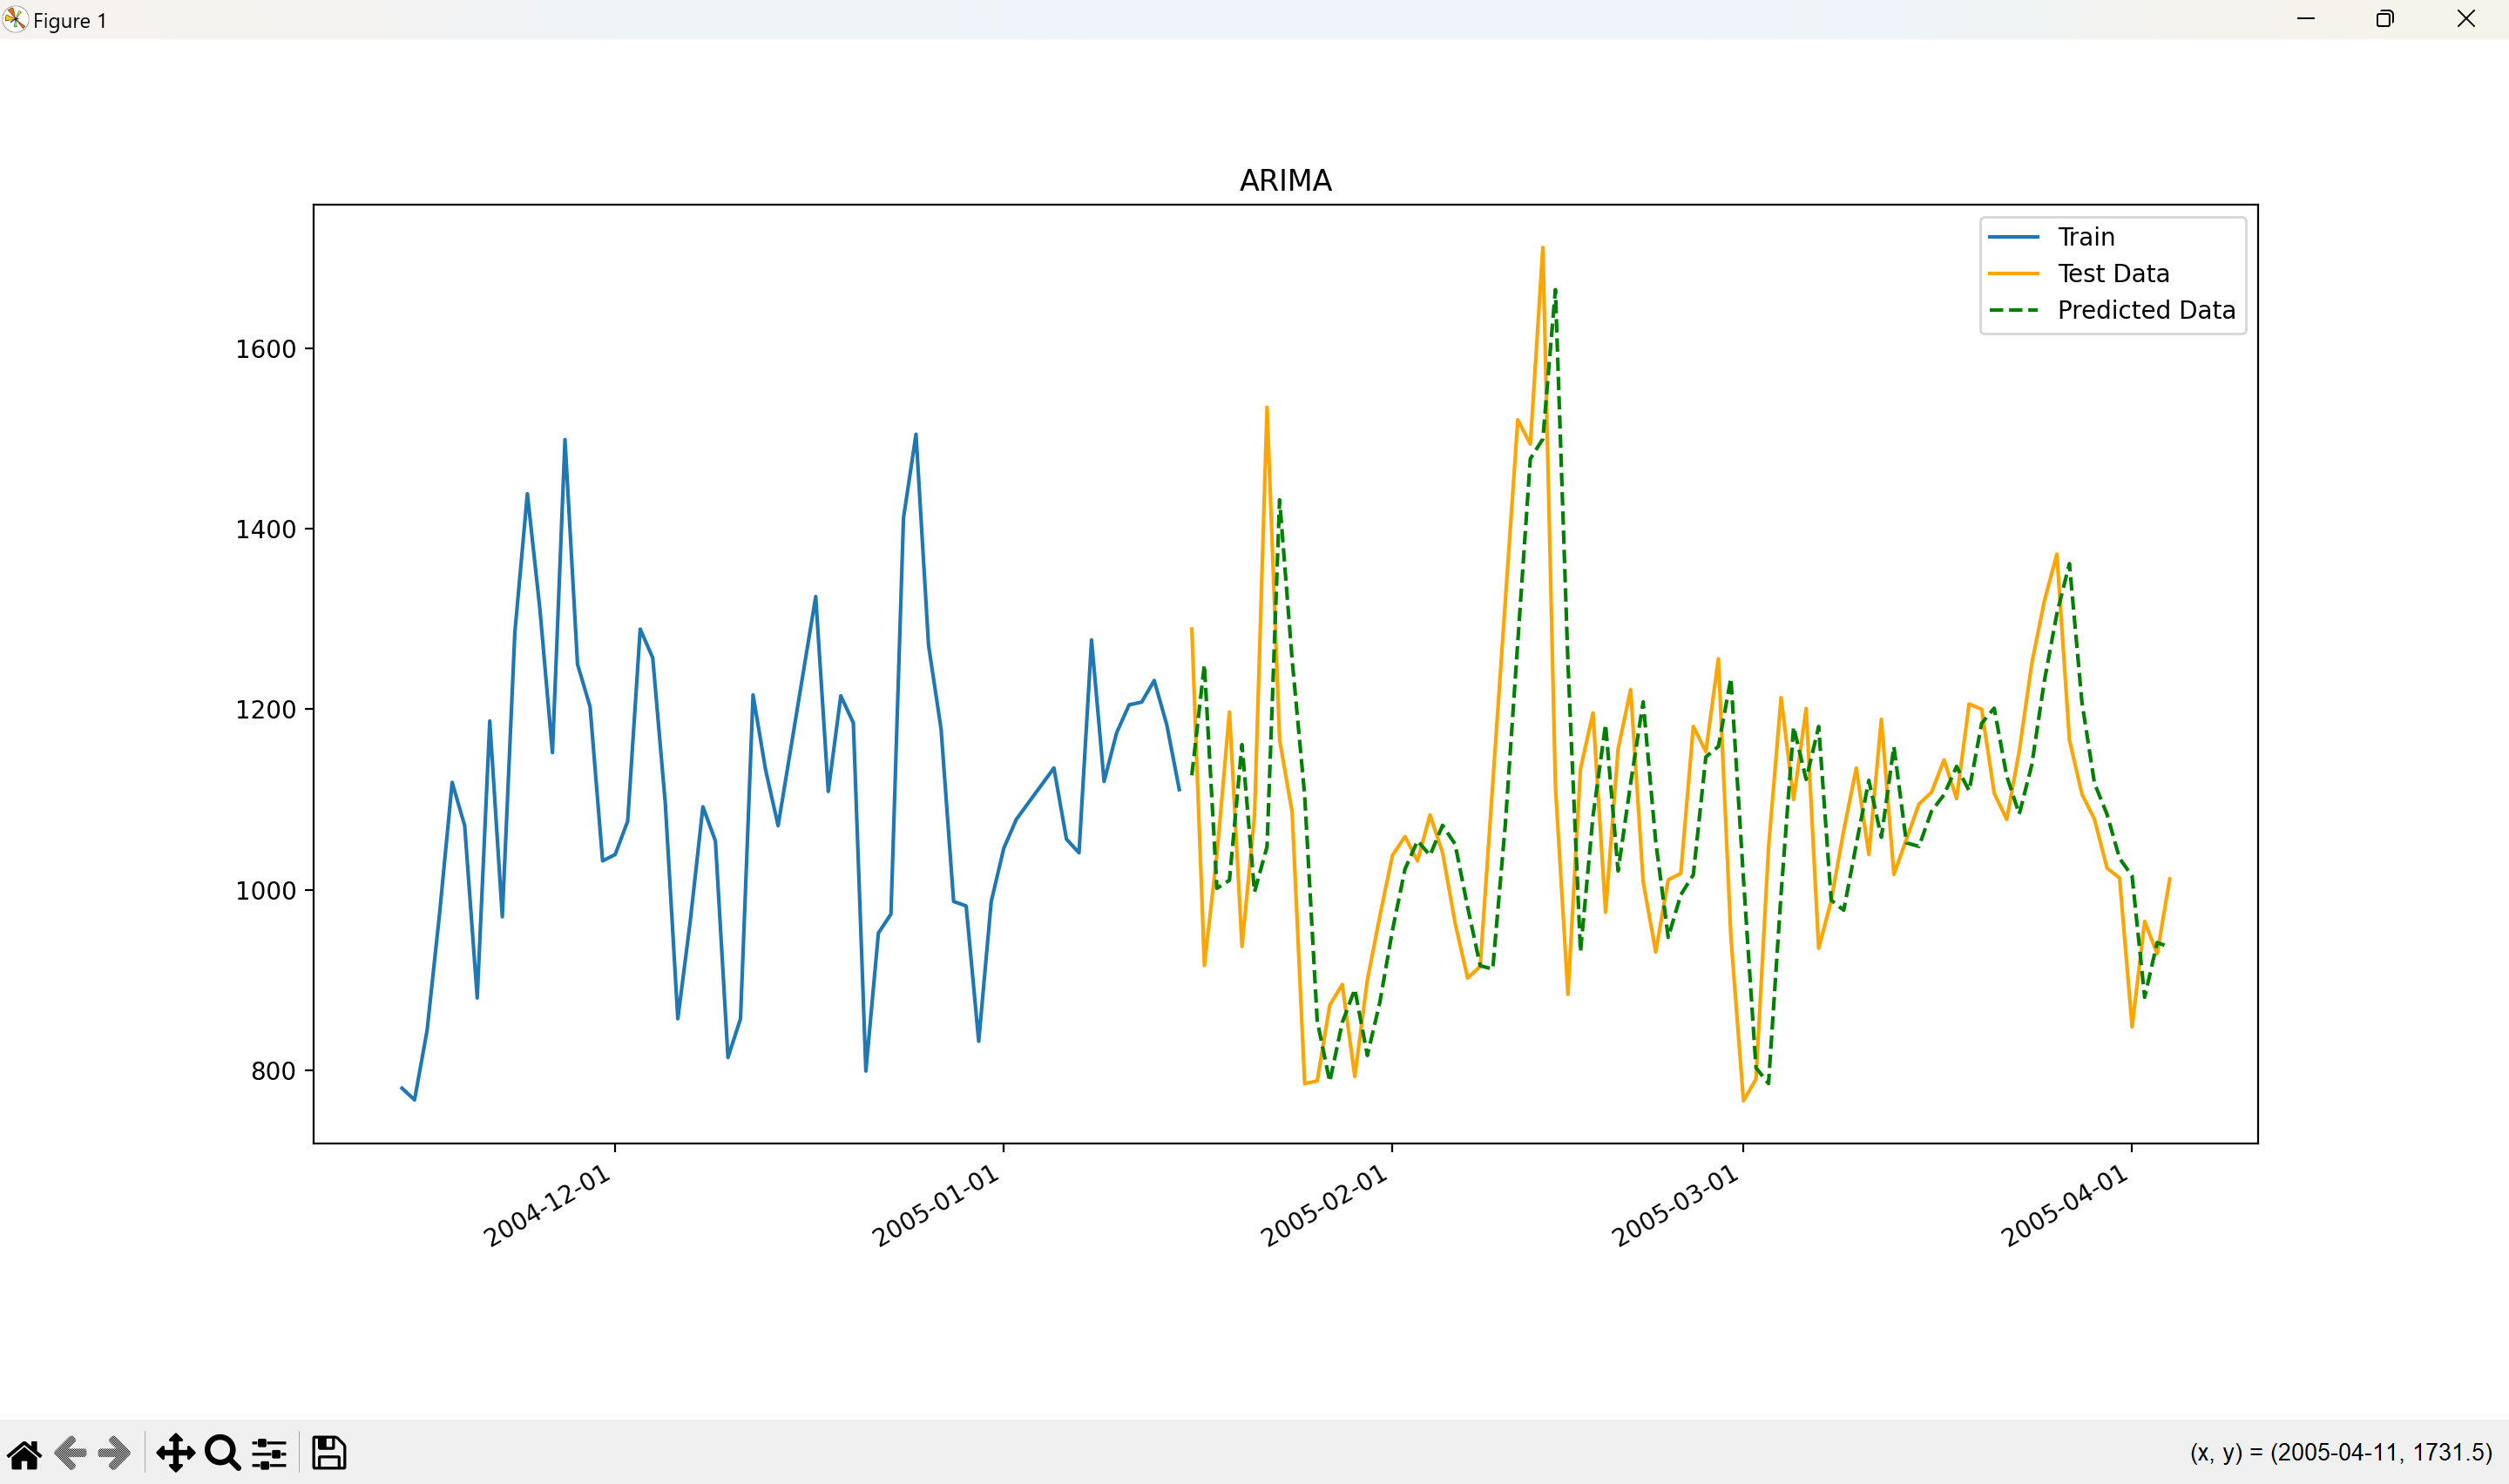 Figure 1
ARIMA
Train
Test Data
Predicted Data
1600
1400
1200
1000
800
2004-12-01
2005-01-01
2005-02-01
2005-03-01
2005-04-01
(x, y) = (2005-04-11, 1731.5)